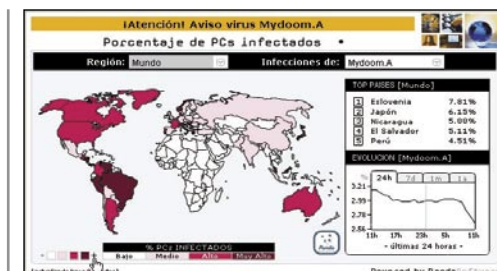 ¡Atención! Aviso virus Mydoom.A
Porcentaje de PCs infectados
Región: Mundo Infecciones de: Mydoom.A
TOP PAISES [Mundo]
1 Eslovenia 7.81%
2 Japón 6.15%
3 Nicaragua 5.88%
4 El Salvador 5.11%
5 Perú 4.51%
EVOLUCION [Mydoom.A]
% 24h 7d 1m 1a
3.21
2.99
2.78
2.56
11h 17h 23h 5h 11h
- últimas 24 horas -
% PCs INFECTADOS
- + Bajo Medio Alto Muy Alto
Panda
Powered by Panda